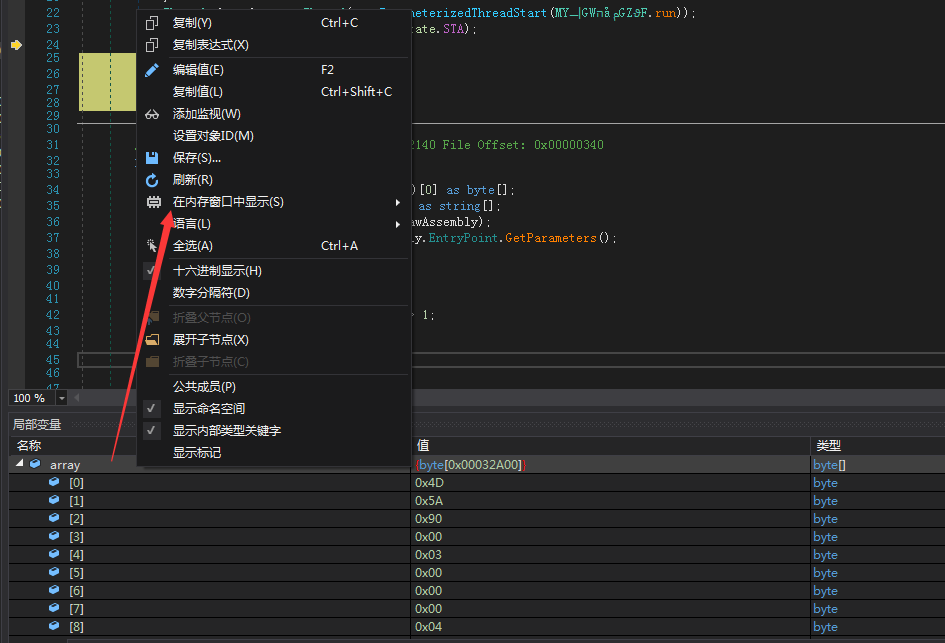 22
MY—|GW¤åₚGZəF.run));
23
ate.STA);
24
25
26
27
28
29
30
31
2140 File Offset: 0x00000340
32
33
34
)[0] as byte[];
35
as string[];
36
awAssembly);
37
y.EntryPoint.GetParameters();
38
39
40
41
42
1;
43
44
45
46
47
复制(Y) Ctrl+C
复制表达式(X)
编辑值(E) F2
复制值(L) Ctrl+Shift+C
添加监视(W)
设置对象ID(M)
保存(S)...
刷新(R)
在内存窗口中显示(S)
语言(L)
全选(A) Ctrl+A
十六进制显示(H)
数字分隔符(D)
折叠父节点(O)
展开子节点(X)
折叠子节点(C)
公共成员(P)
显示命名空间
显示内部类型关键字
显示标记
100 %
局部变量
名称 值 类型
array {byte[0x00032A00]} byte[]
[0] 0x4D byte
[1] 0x5A byte
[2] 0x90 byte
[3] 0x00 byte
[4] 0x03 byte
[5] 0x00 byte
[6] 0x00 byte
[7] 0x00 byte
[8] 0x04 byte